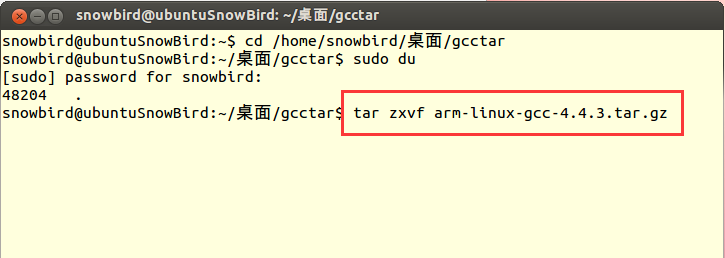 snowbird@ubuntuSnowBird: ~/桌面/gcctar
snowbird@ubuntuSnowBird:~$ cd /home/snowbird/桌面/gcctar
snowbird@ubuntuSnowBird:~/桌面/gcctar$ sudo du
[sudo] password for snowbird:
48204   .
snowbird@ubuntuSnowBird:~/桌面/gcctar$ tar zxvf arm-linux-gcc-4.4.3.tar.gz